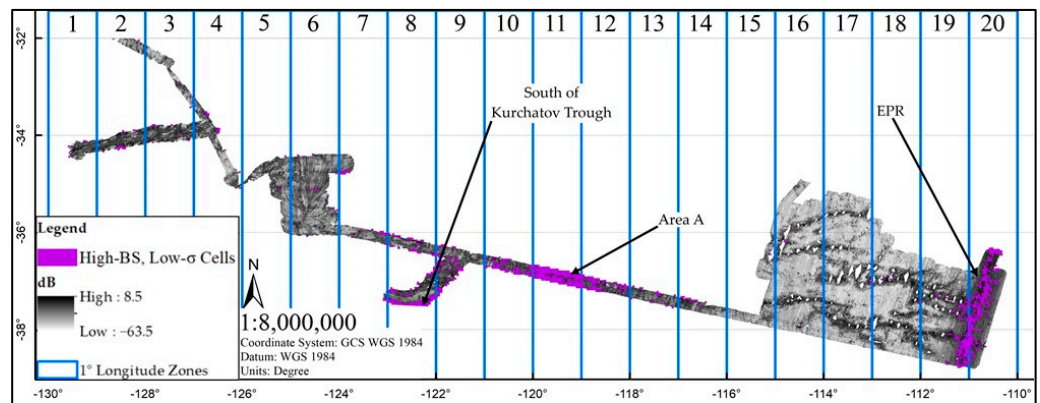 1 2 3 4 5 6 7 8 9 10 11 12 13 14 15 16 17 18 19 20
-32°
-34°
-36°
-38°
South of
Kurchatov Trough
EPR
Area A
Legend
High-BS, Low-σ Cells
dB
High : 8.5
Low : −63.5
1° Longitude Zones
N
1:8,000,000
Coordinate System: GCS WGS 1984
Datum: WGS 1984
Units: Degree
-130° -128° -126° -124° -122° -120° -118° -116° -114° -112° -110°